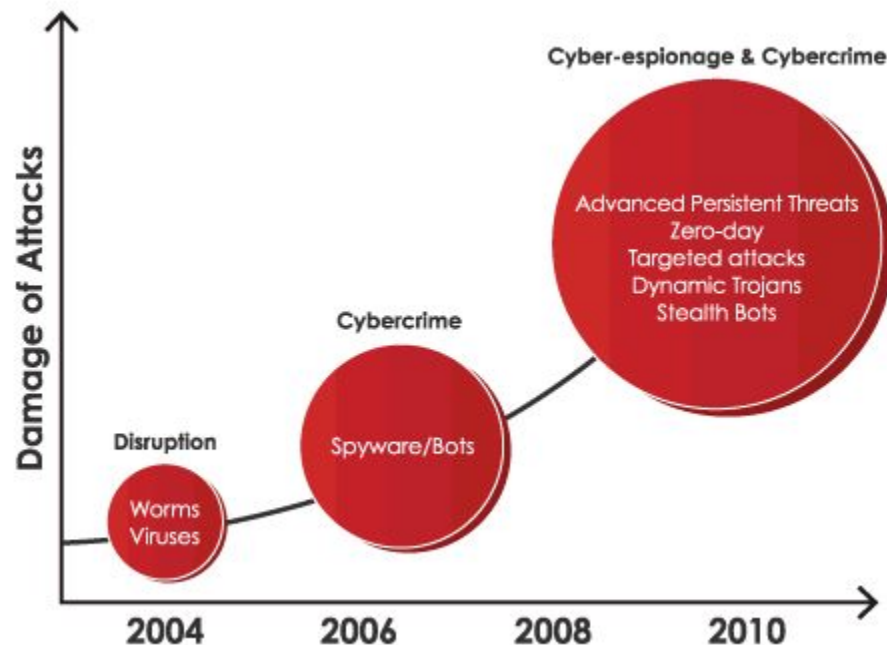 Cyber-espionage & Cybercrime
Advanced Persistent Threats
Zero-day
Targeted attacks
Dynamic Trojans
Stealth Bots
Cybercrime
Spyware/Bots
Disruption
Worms
Viruses
Damage of Attacks
2004 2006 2008 2010